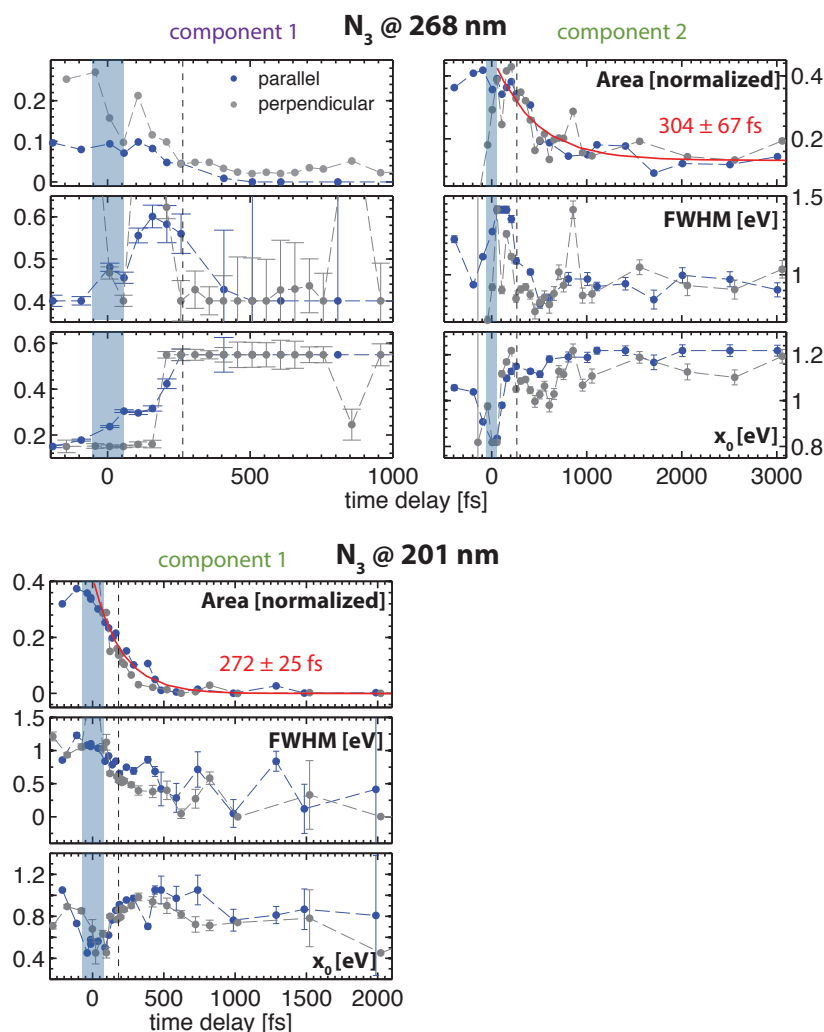 N3 @ 268 nm
component 1
component 2
parallel
perpendicular
Area [normalized]
304 ± 67 fs
0.2
0.1
0
0.4
0.2
FWHM [eV]
0.6
0.5
0.4
1.5
1
0.6
0.4
0.2
1.2
1
0.8
x0 [eV]
0 500 1000
0 1000 2000 3000
time delay [fs]
time delay [fs]
component 1
N3 @ 201 nm
Area [normalized]
272 ± 25 fs
0.4
0.2
0
FWHM [eV]
1.5
1
0.5
0
1.2
0.8
0.4
x0 [eV]
0 500 1000 1500 2000
time delay [fs]